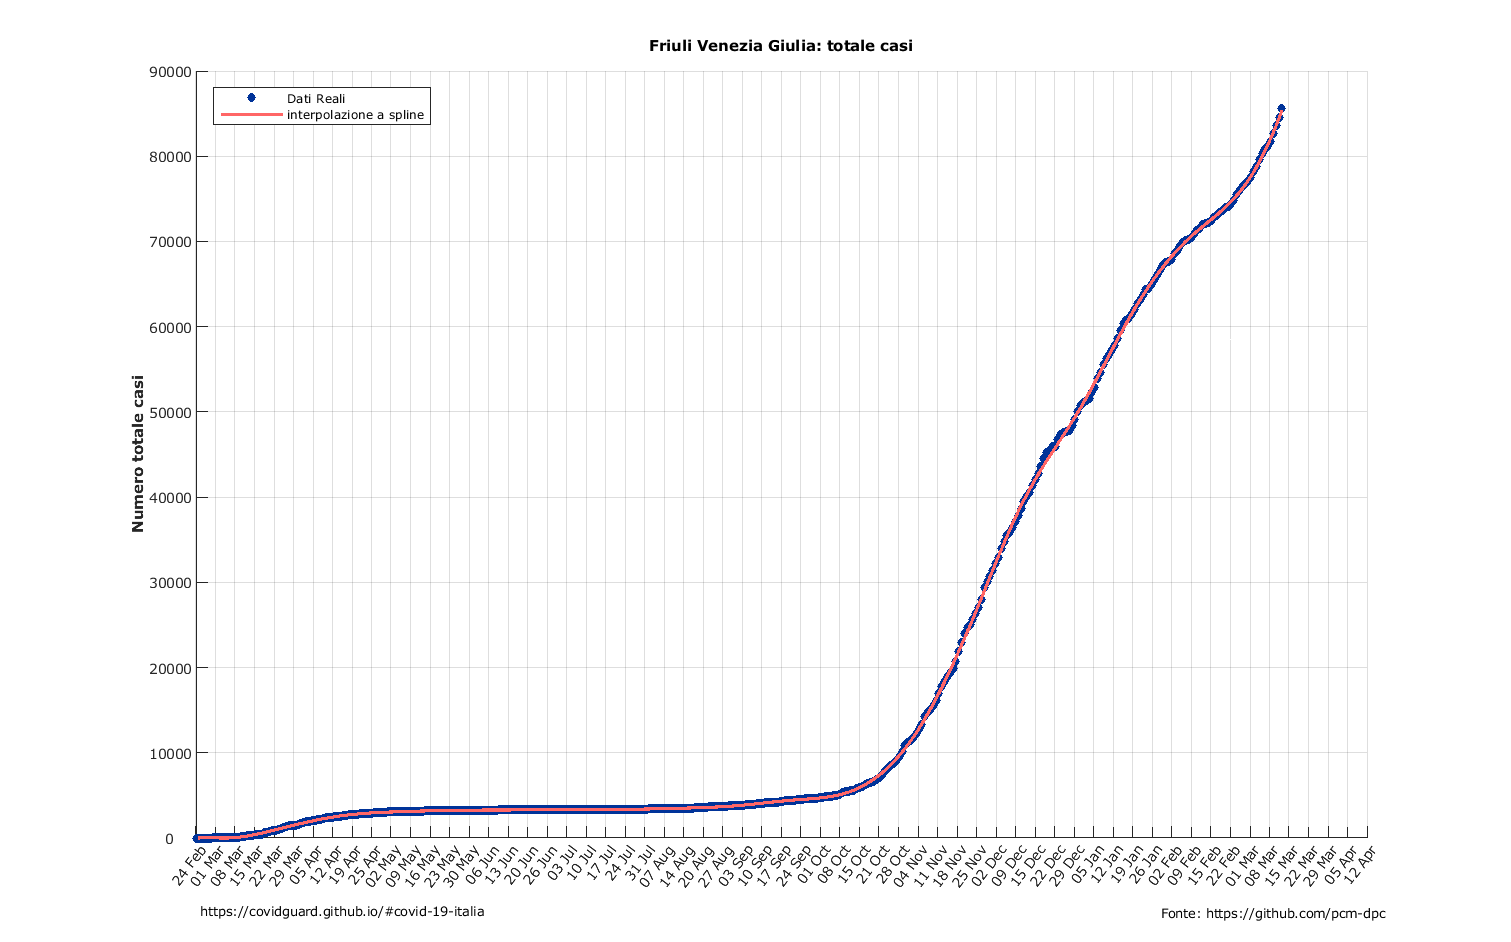 Friuli Venezia Giulia: totale casi
90000
80000
70000
60000
50000
40000
30000
20000
10000
0
Numero totale casi
Dati Reali
interpolazione a spline
24 Feb
01 Mar
08 Mar
15 Mar
22 Mar
29 Mar
05 Apr
12 Apr
19 Apr
25 Apr
02 May
09 May
16 May
23 May
30 May
06 Jun
13 Jun
20 Jun
26 Jun
03 Jul
10 Jul
17 Jul
24 Jul
31 Jul
07 Aug
14 Aug
20 Aug
27 Aug
03 Sep
10 Sep
17 Sep
24 Sep
01 Oct
08 Oct
15 Oct
21 Oct
28 Oct
04 Nov
11 Nov
18 Nov
25 Nov
02 Dec
09 Dec
15 Dec
22 Dec
29 Dec
05 Jan
12 Jan
19 Jan
26 Jan
02 Feb
09 Feb
15 Feb
22 Feb
01 Mar
08 Mar
15 Mar
22 Mar
29 Mar
05 Apr
12 Apr
https://covidguard.github.io/#covid-19-italia
Fonte: https://github.com/pcm-dpc